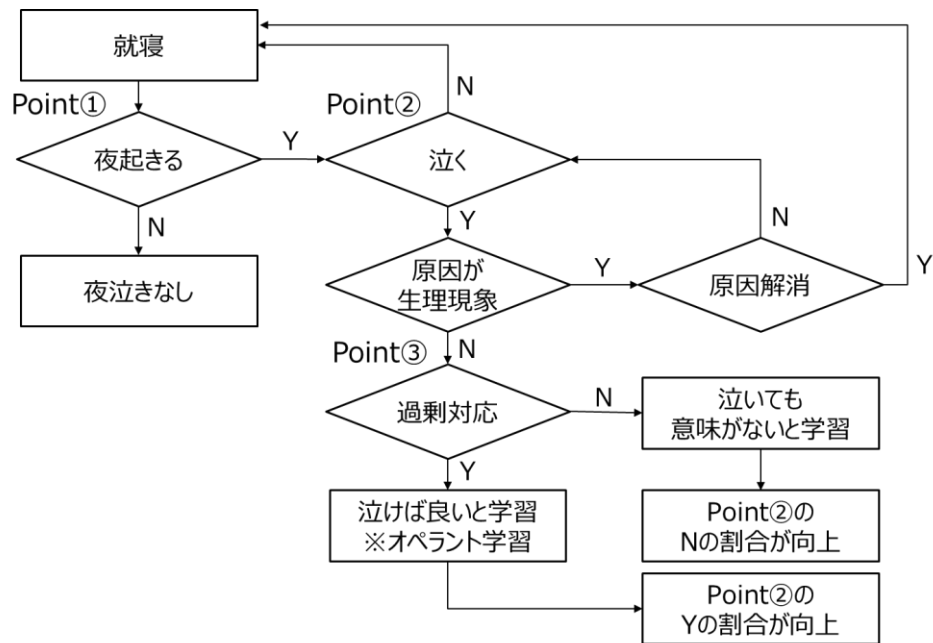 就寝
N
Point①
Point②
夜起きる
Y
泣く
N
Y
N
夜泣きなし
原因が
生理現象
Y
原因解消
Y
Point③
N
過剰対応
N
泣いても
意味がないと学習
Y
泣けば良いと学習
※オペラント学習
Point②の
Nの割合が向上
Point②の
Yの割合が向上